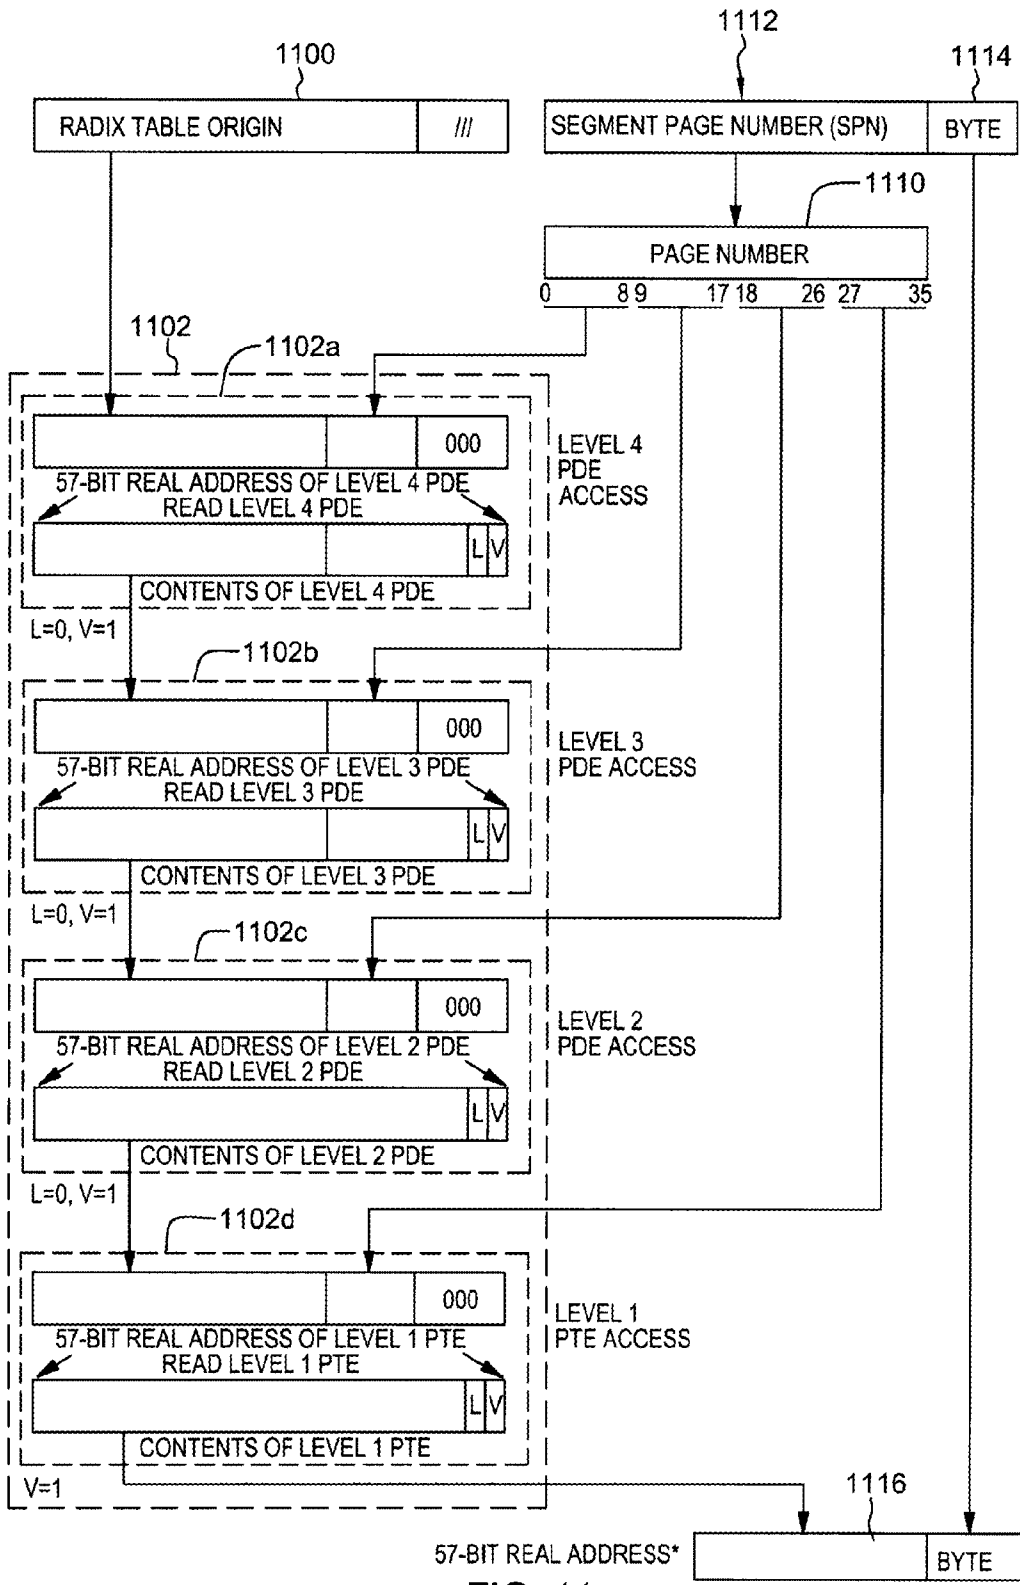 1100
1112
1114
RADIX TABLE ORIGIN ///
SEGMENT PAGE NUMBER (SPN) BYTE
1110
PAGE NUMBER
0 8 9 17 18 26 27 35
1102
1102a
000
57-BIT REAL ADDRESS OF LEVEL 4 PDE
READ LEVEL 4 PDE
L V
CONTENTS OF LEVEL 4 PDE
LEVEL 4
PDE
ACCESS
L=0, V=1
1102b
000
57-BIT REAL ADDRESS OF LEVEL 3 PDE
READ LEVEL 3 PDE
L V
CONTENTS OF LEVEL 3 PDE
LEVEL 3
PDE ACCESS
L=0, V=1
1102c
000
57-BIT REAL ADDRESS OF LEVEL 2 PDE
READ LEVEL 2 PDE
L V
CONTENTS OF LEVEL 2 PDE
LEVEL 2
PDE ACCESS
L=0, V=1
1102d
000
57-BIT REAL ADDRESS OF LEVEL 1 PTE
READ LEVEL 1 PTE
L V
CONTENTS OF LEVEL 1 PTE
LEVEL 1
PTE ACCESS
V=1
1116
57-BIT REAL ADDRESS* BYTE